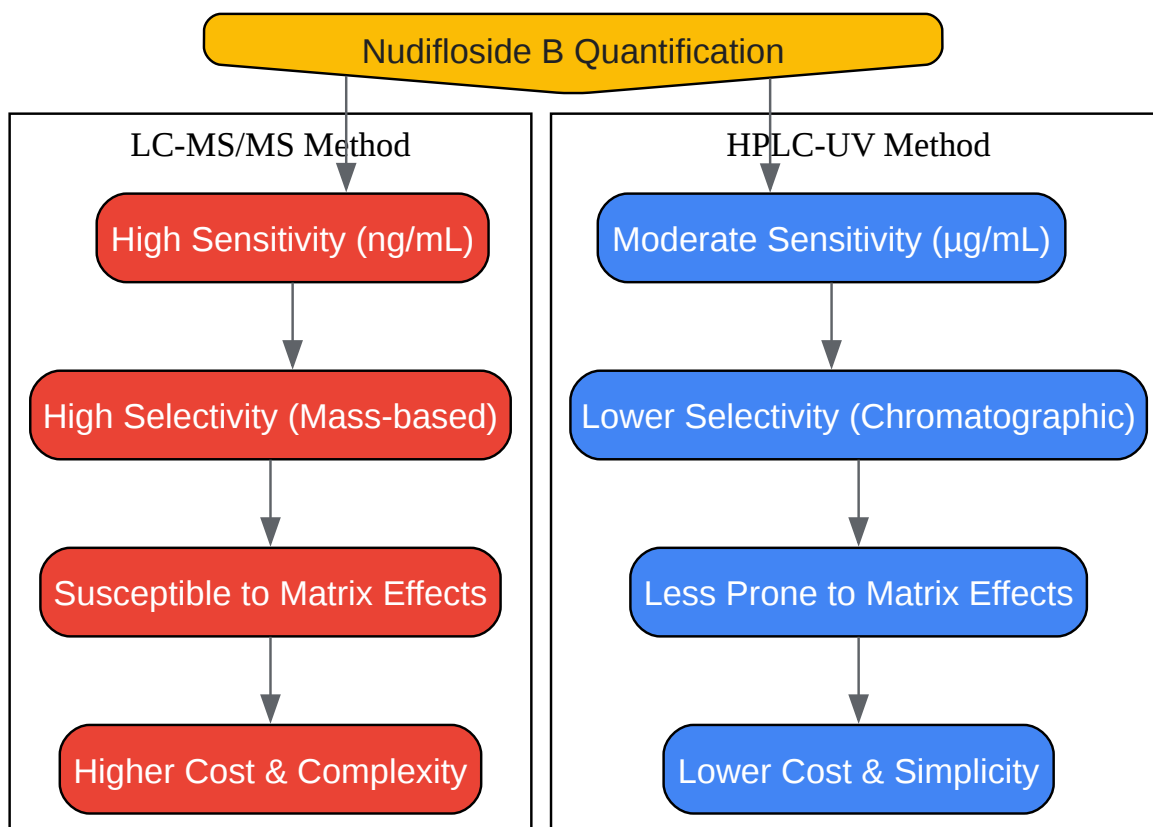 Nudifloside B Quantification
LC-MS/MS Method
High Sensitivity (ng/mL)
High Selectivity (Mass-based)
Susceptible to Matrix Effects
Higher Cost & Complexity
HPLC-UV Method
Moderate Sensitivity (µg/mL)
Lower Selectivity (Chromatographic)
Less Prone to Matrix Effects
Lower Cost & Simplicity